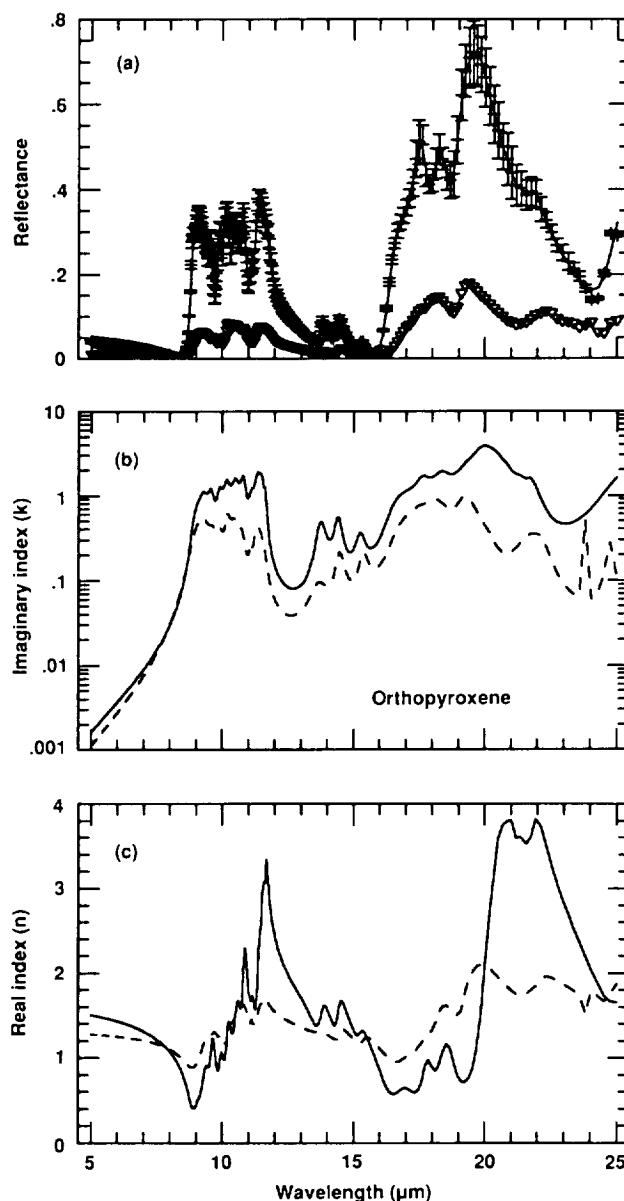 .8
(a)
.6
Reflectance
.4
.2
0
10
(b)
1
Imaginary index (k)
.1
.01
Orthopyroxene
.001
4
(c)
3
Real index (n)
2
1
0
5 10 15 20 25
Wavelength (μm)